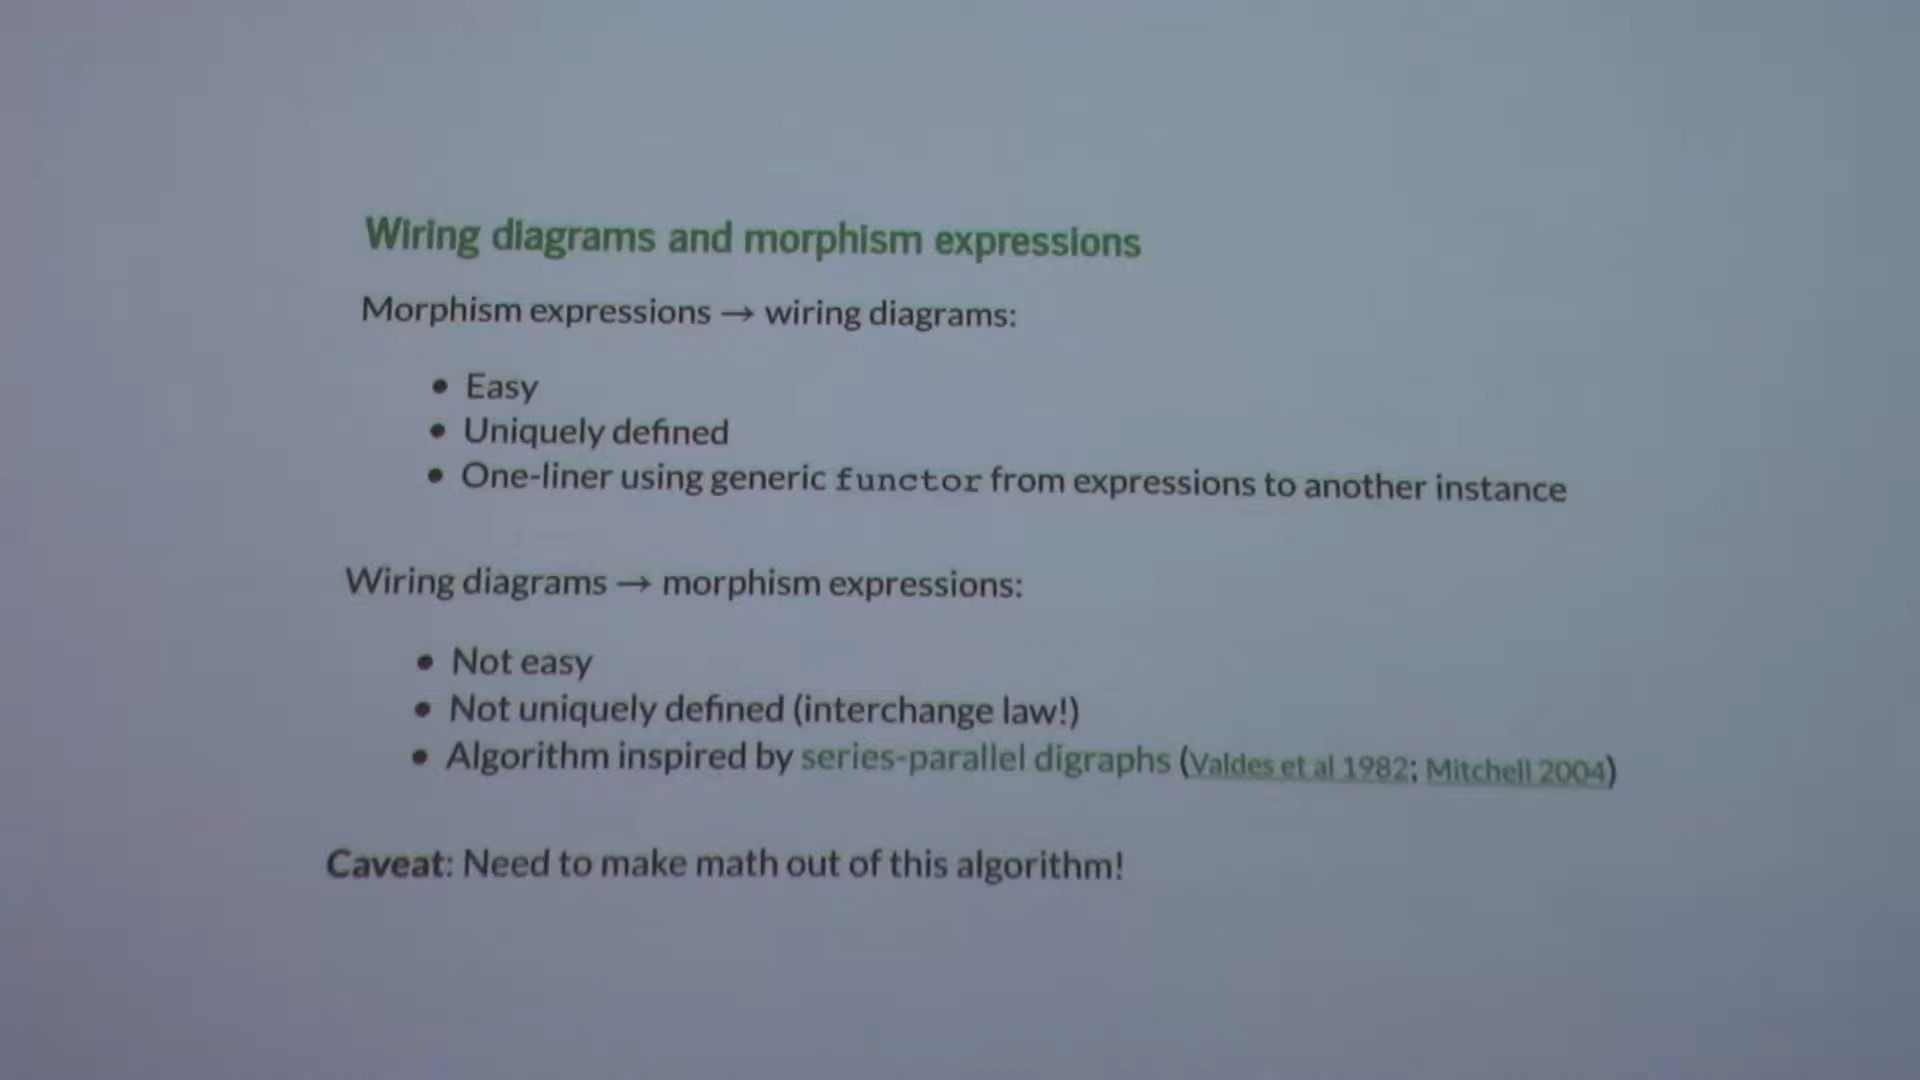 Wiring diagrams and morphism expressions
Morphism expressions → wiring diagrams:
• Easy
• Uniquely defined
• One-liner using generic functor from expressions to another instance
Wiring diagrams → morphism expressions:
• Not easy
• Not uniquely defined (interchange law!)
• Algorithm inspired by series-parallel digraphs (Valdes et al 1982; Mitchell 2004)
Caveat: Need to make math out of this algorithm!